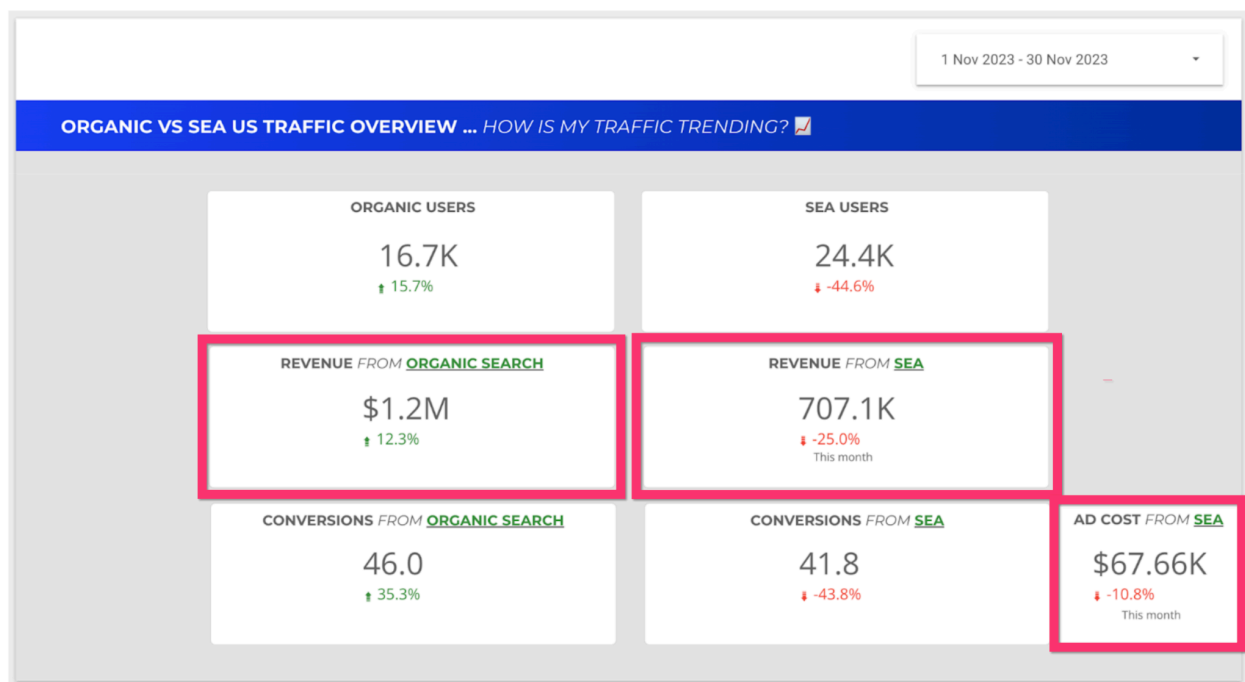 1 Nov 2023 - 30 Nov 2023
ORGANIC VS SEA US TRAFFIC OVERVIEW ... HOW IS MY TRAFFIC TRENDING? 📈
ORGANIC USERS
16.7K
15.7%
SEA USERS
24.4K
-44.6%
REVENUE FROM ORGANIC SEARCH
$1.2M
12.3%
REVENUE FROM SEA
707.1K
-25.0%
This month
CONVERSIONS FROM ORGANIC SEARCH
46.0
35.3%
CONVERSIONS FROM SEA
41.8
-43.8%
AD COST FROM SEA
$67.66K
-10.8%
This month